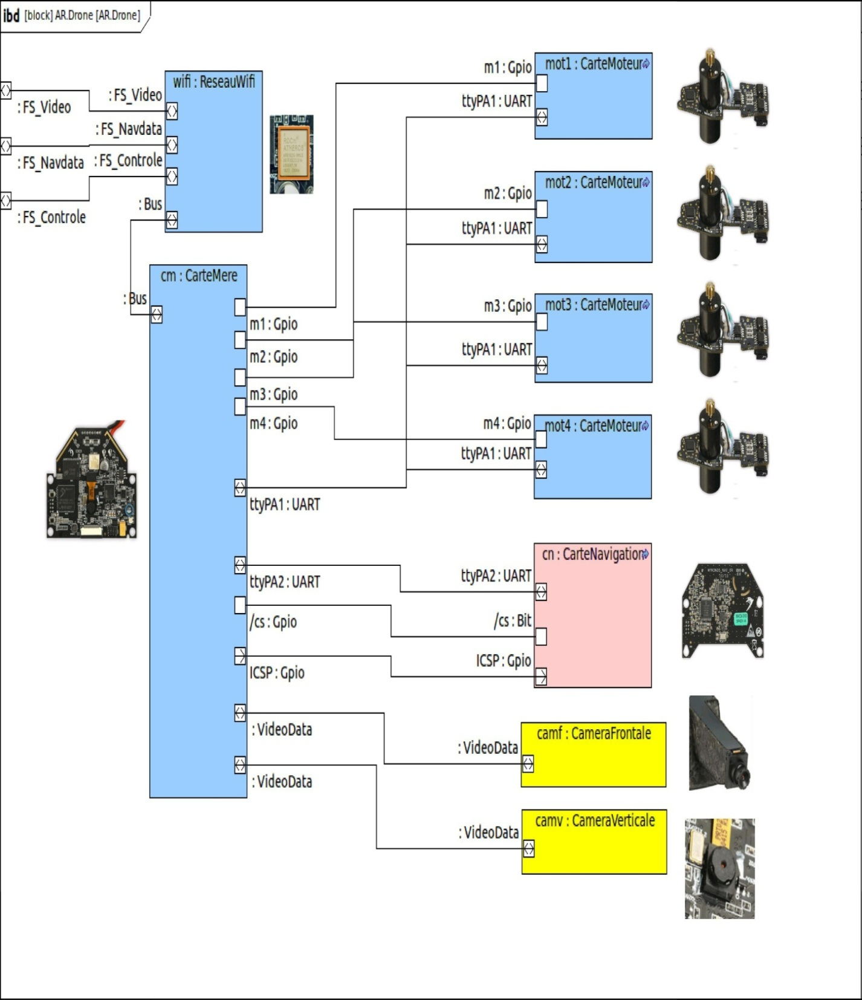 ibd [block] AR.Drone [AR.Drone]
: FS_Video
: FS_Navdata
: FS_Controle
wifi : ReseauWifi
: FS_Video
: FS_Navdata
: FS_Controle
: Bus
ROCm
ATHEROS
cm : CarteMere
: Bus
m1 : Gpio
m2 : Gpio
m3 : Gpio
m4 : Gpio
ttyPA1 : UART
ttyPA2 : UART
/cs : Gpio
ICSP : Gpio
: VideoData
: VideoData
mot1 : CarteMoteur
m1 : Gpio
ttyPA1 : UART
mot2 : CarteMoteur
m2 : Gpio
ttyPA1 : UART
mot3 : CarteMoteur
m3 : Gpio
ttyPA1 : UART
mot4 : CarteMoteur
m4 : Gpio
ttyPA1 : UART
cn : CarteNavigation
ttyPA2 : UART
/cs : Bit
ICSP : Gpio
camf : CameraFrontale
: VideoData
camv : CameraVerticale
: VideoData